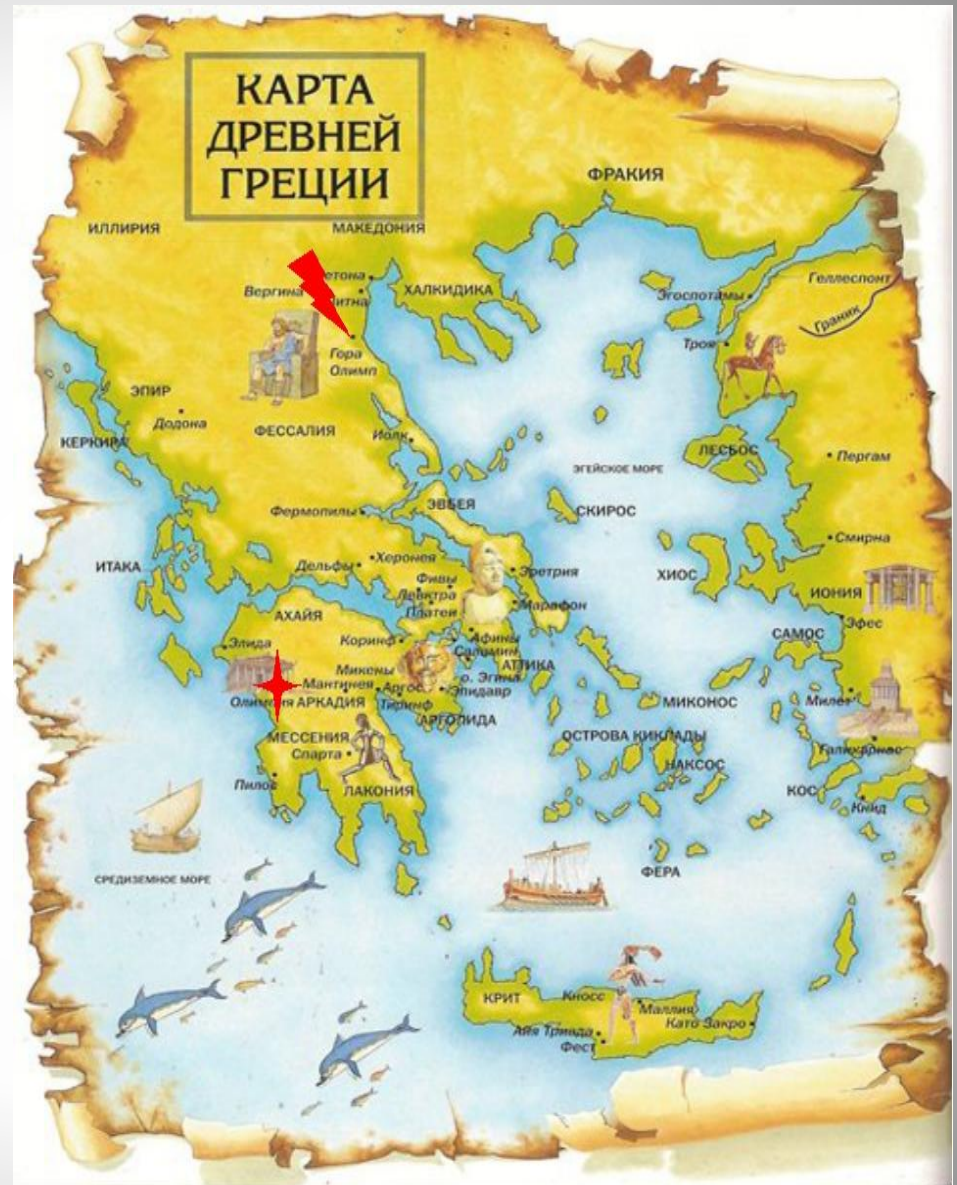 КАРТА
ДРЕВНЕЙ
ГРЕЦИИ
ФРАКИЯ
ИЛЛИРИЯ
МАКЕДОНИЯ
Вергина
ХАЛКИДИКА
Геллеспонт
Эгоспотамы
Граник
Троя
Гора
Олимп
ЭПИР
Додона
КЕРКИРА
ФЕССАЛИЯ
Иолк
ЛЕСБОС
Пергам
ЭГЕЙСКОЕ МОРЕ
ЭВБЕЯ
СКИРОС
Фермопилы
Смирна
ИТАКА
Дельфы
Херонея
Фивы
Левктра
Платеи
Эретрия
Марафон
ХИОС
ИОНИЯ
АХАЙЯ
Эфес
САМОС
Элида
Коринф
Афины
Саламин
АТТИКА
Микены
о. Эгина
Мантинея
Аргос
Эпидавр
Олимпия
АРКАДИЯ
Тиринф
АРГОЛИДА
МИКОНОС
Милет
МЕССЕНИЯ
Спарта
ОСТРОВА КИКЛАДЫ
Галикарнас
НАКСОС
Пилос
ЛАКОНИЯ
КОС
Книд
СРЕДИЗЕМНОЕ МОРЕ
ФЕРА
КРИТ
Кносс
Маллия
Айя Триада
Като Закро
Фест